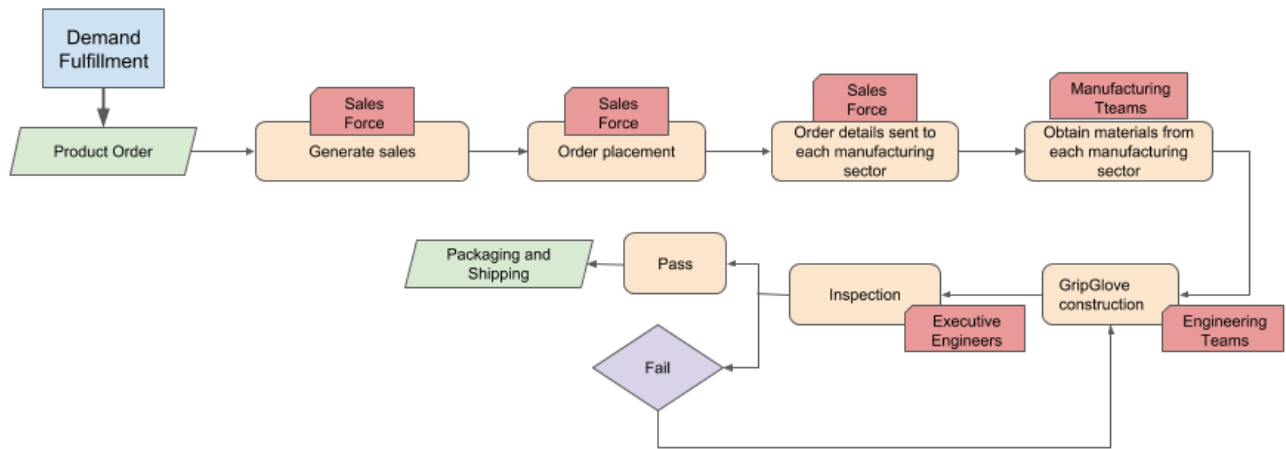 Demand
Fulfillment
Product Order
Sales
Force
Generate sales
Sales
Force
Order placement
Sales
Force
Order details sent to
each manufacturing
sector
Manufacturing
Tteams
Obtain materials from
each manufacturing
sector
Packaging and
Shipping
Pass
Inspection
Executive
Engineers
GripGlove
construction
Engineering
Teams
Fail